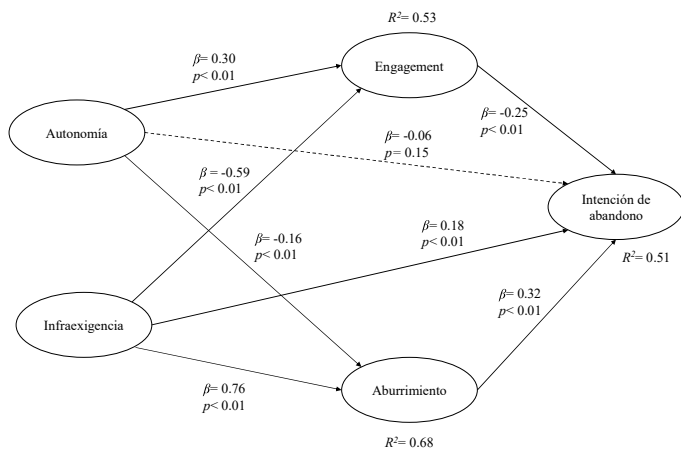 R²= 0.53
β= 0.30
p< 0.01
Engagement
Autonomía
β= -0.25
p< 0.01
β= -0.06
p= 0.15
β = -0.59
p< 0.01
Intención de
abandono
β= 0.18
p< 0.01
β= -0.16
p< 0.01
R²= 0.51
β= 0.32
p< 0.01
Infraexigencia
β= 0.76
p< 0.01
Aburrimiento
R²= 0.68